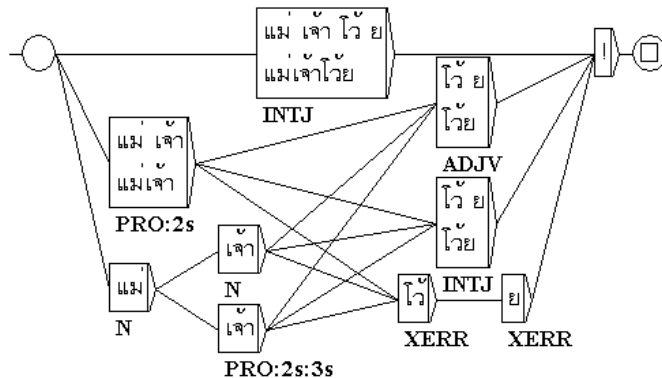 แม่ เจ้า โว้ ย
แม่เจ้าโว้ย
INTJ
!
โว้ ย
โว้ย
ADJV
แม่ เจ้า
แม่เจ้า
PRO:2s
โว้ ย
โว้ย
INTJ
เจ้า
N
แม่
N
โว้
XERR
ย
XERR
เจ้า
PRO:2s:3s